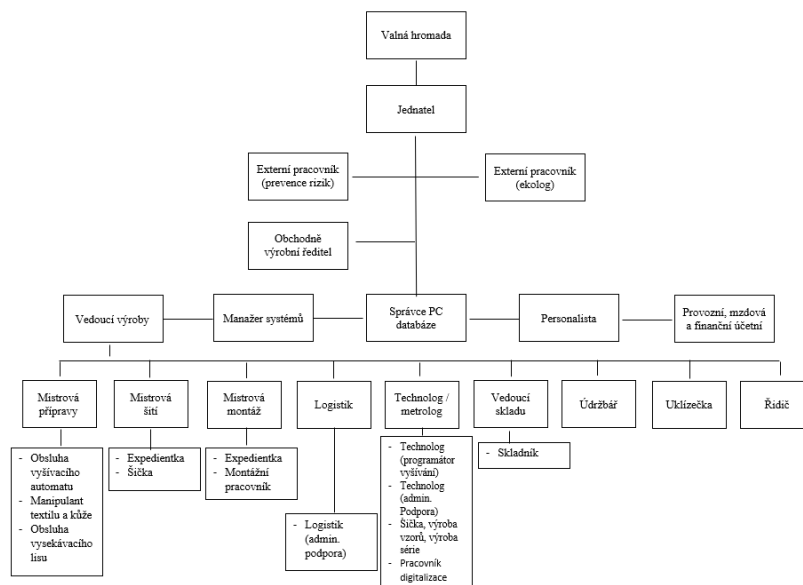 Valná hromada
Jednatel
Externí pracovník
(prevence rizik)
Externí pracovník
(ekolog)
Obchodně
výrobní ředitel
Vedoucí výroby
Manažer systémů
Správce PC
databáze
Personalista
Provozní, mzdová
a finanční účetní
Mistrová
přípravy
Mistrová
šití
Mistrová
montáž
Logistik
Technolog /
metrolog
Vedoucí
skladu
Údržbář
Uklízečka
Řidič
- Obsluha
vyšívacího
automatu
- Manipulant
textilu a kůže
- Obsluha
vysekávacího
lisu
- Expedientka
- Šička
- Expedientka
- Montážní
pracovník
- Logistik
(admin.
podpora)
- Technolog
(programátor
vyšívání)
- Technolog
(admin.
Podpora)
- Šička, výroba
vzorů, výroba
série
- Pracovník
digitalizace
- Skladník